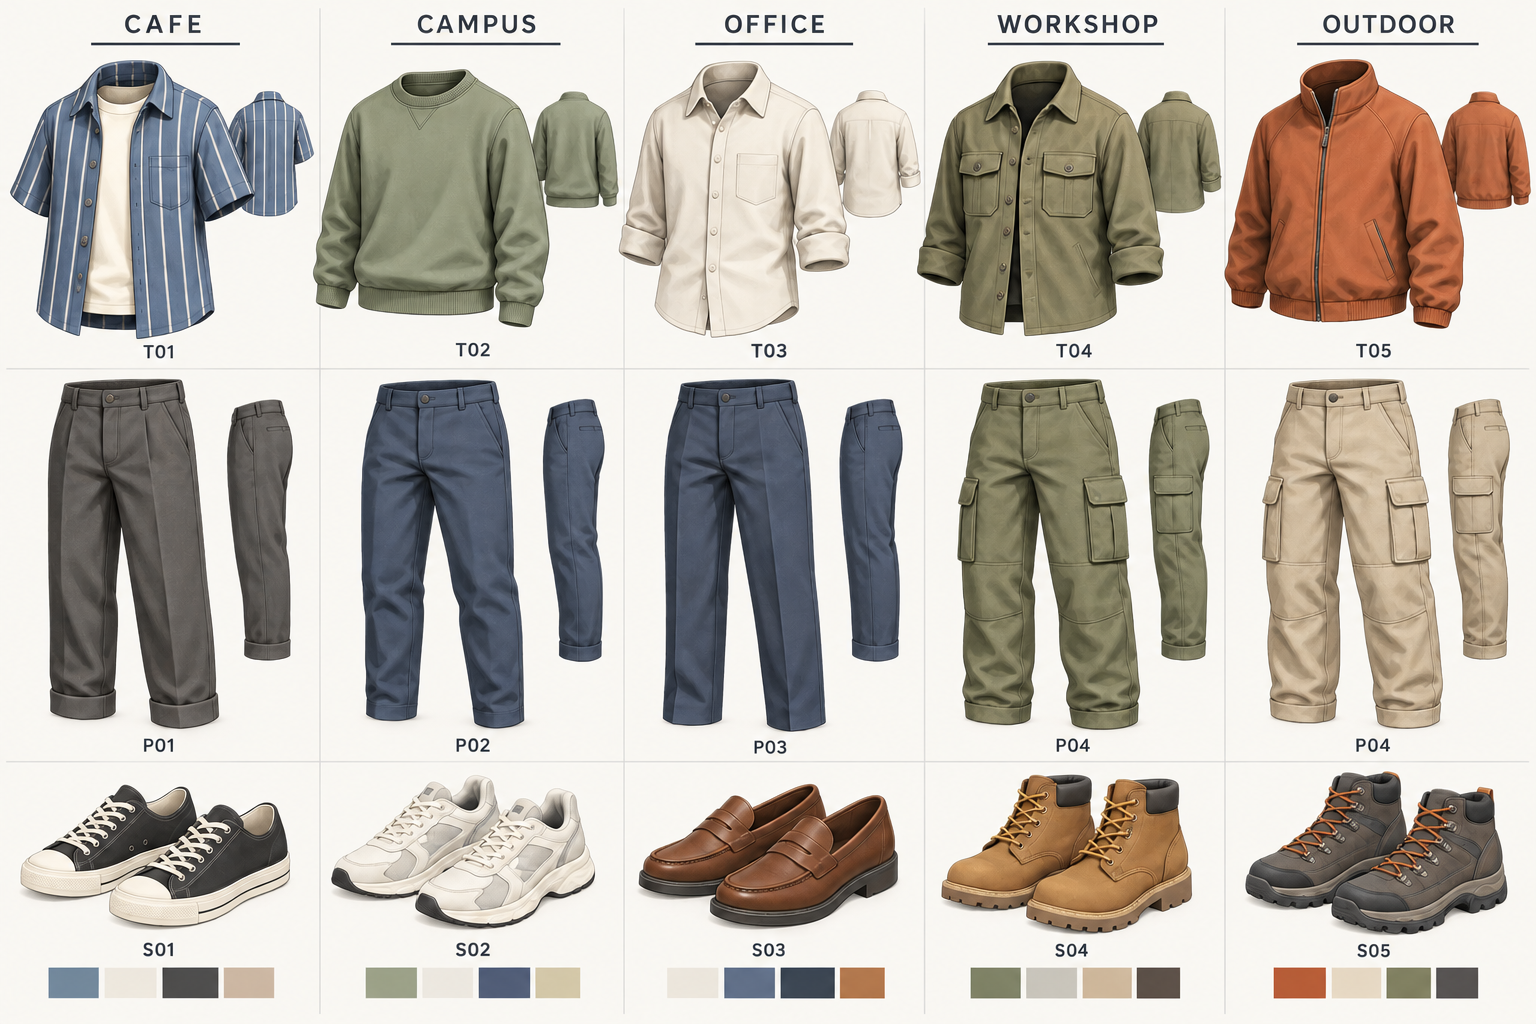 CAFE
CAMPUS
OFFICE
WORKSHOP
OUTDOOR
T01
T02
T03
T04
T05
P01
P02
P03
P04
P04
S01
S02
S03
S04
S05